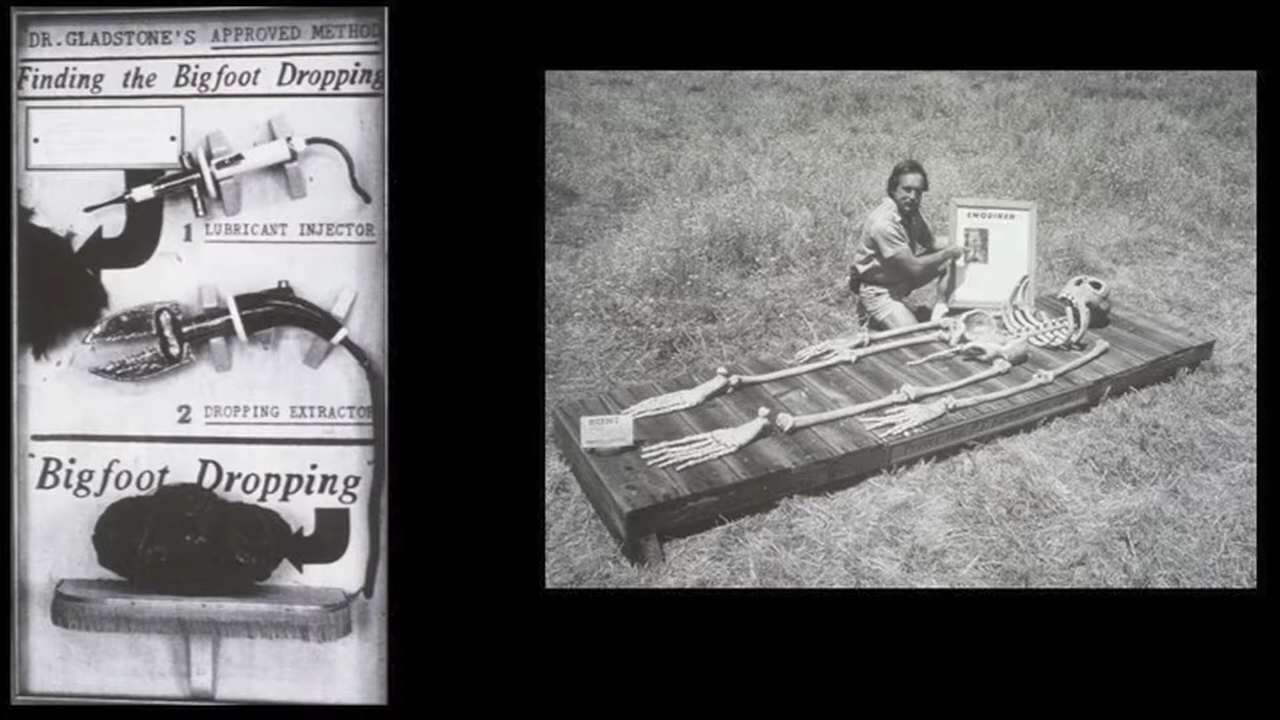 DR.GLADSTONE'S APPROVED METHOD
Finding the Bigfoot Dropping
1 LUBRICANT INJECTOR
2 DROPPING EXTRACTOR
"Bigfoot Dropping"
ENQUIRER